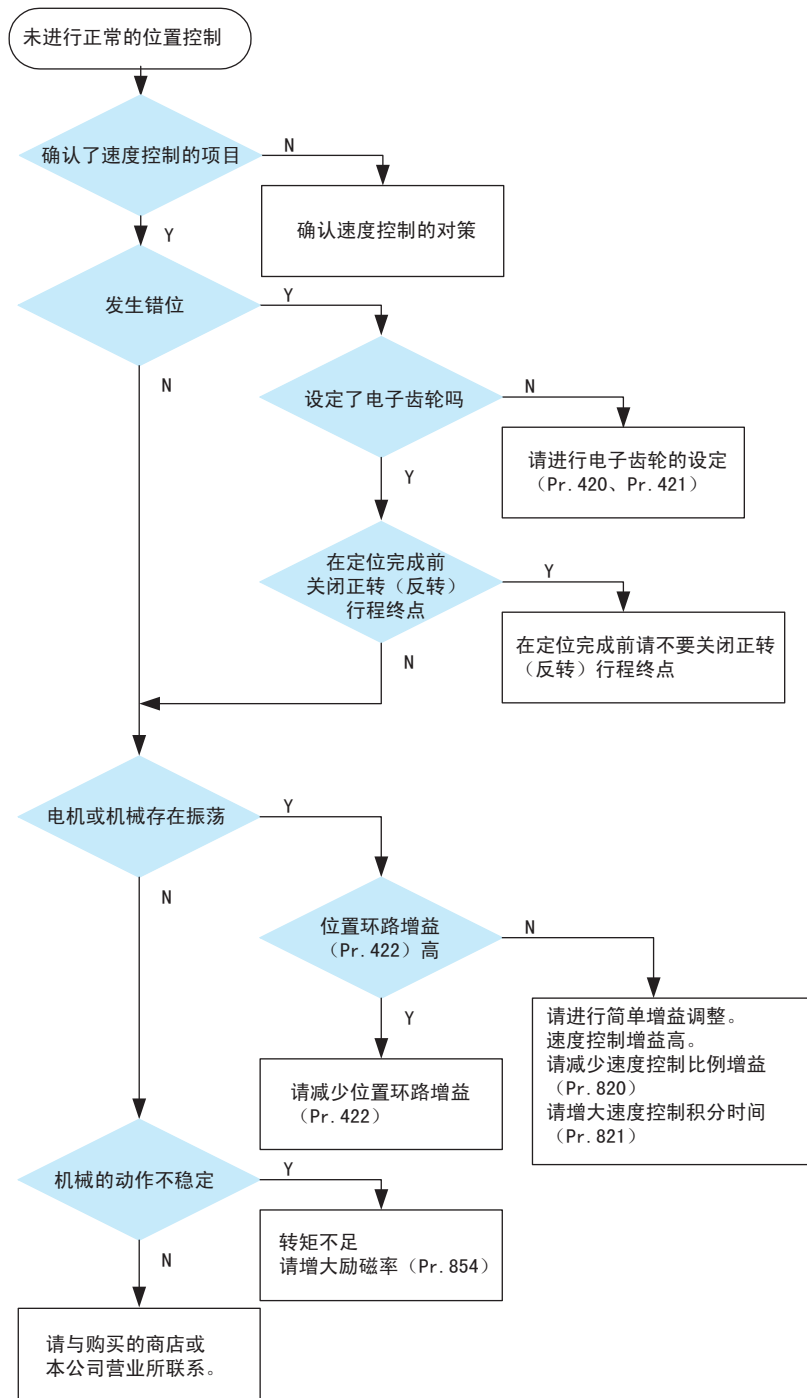 未进行正常的位置控制
确认了速度控制的项目
N
确认速度控制的对策
Y
发生错位
Y
N
设定了电子齿轮吗
N
请进行电子齿轮的设定
（Pr.420、Pr.421）
Y
在定位完成前
关闭正转（反转）
行程终点
Y
在定位完成前请不要关闭正转
（反转）行程终点
N
电机或机械存在振荡
Y
N
位置环路增益
（Pr.422）高
N
请进行简单增益调整。
速度控制增益高。
请减少速度控制比例增益
（Pr.820）
请增大速度控制积分时间
（Pr.821）
Y
请减少位置环路增益
（Pr.422）
机械的动作不稳定
Y
转矩不足
请增大励磁率（Pr.854）
N
请与购买的商店或
本公司营业所联系。